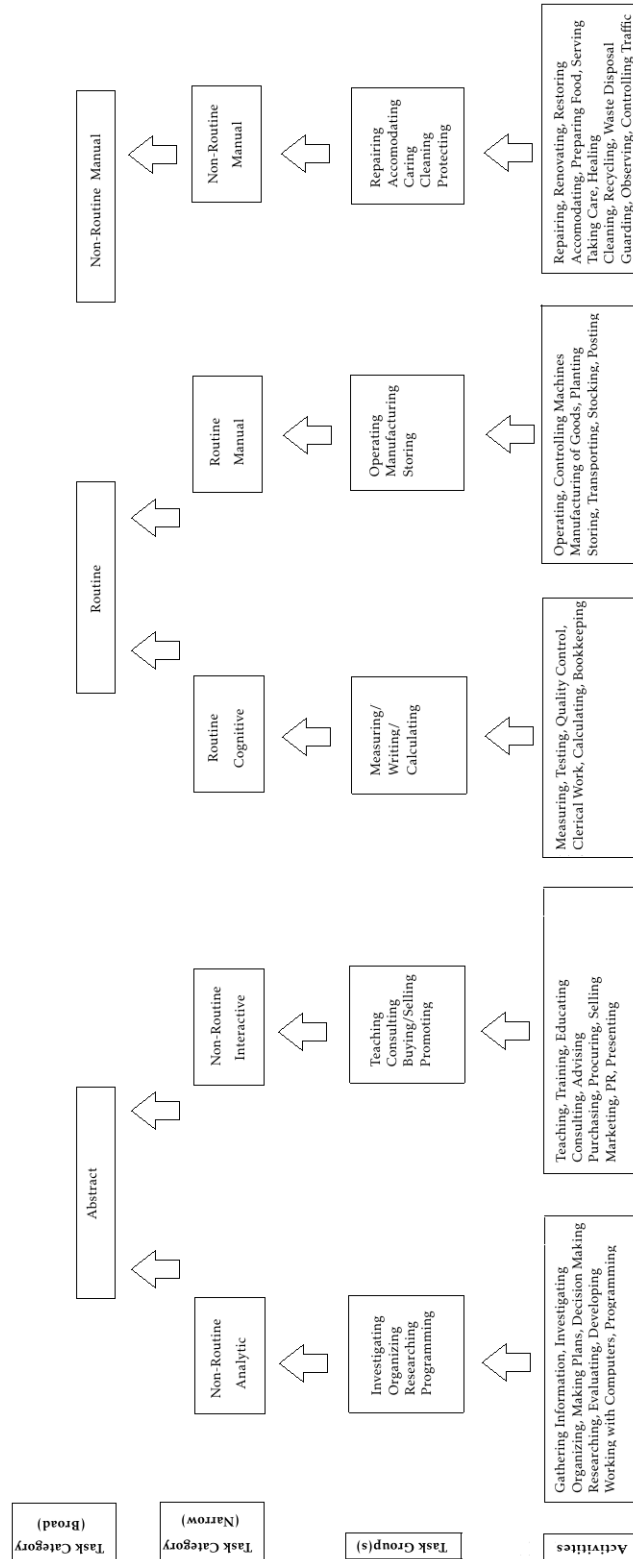 Task Category
(Broad)
Abstract
Routine
Non-Routine Manual
Task Category
(Narrow)
Non-Routine
Analytic
Non-Routine
Interactive
Routine
Cognitive
Routine
Manual
Non-Routine
Manual
Task Group(s)
Investigating
Organizing
Researching
Programming
Teaching
Consulting
Buying/Selling
Promoting
Measuring/
Writing/
Calculating
Operating
Manufacturing
Storing
Repairing
Accomodating
Caring
Cleaning
Protecting
Activitites
Gathering Information, Investigating
Organizing, Making Plans, Decision Making
Researching, Evaluating, Developing
Working with Computers, Programming
Teaching, Training, Educating
Consulting, Advising
Purchasing, Procuring, Selling
Marketing, PR, Presenting
Measuring, Testing, Quality Control,
Clerical Work, Calculating, Bookkeeping
Operating, Controlling Machines
Manufacturing of Goods, Planting
Storing, Transporting, Stocking, Posting
Repairing, Renovating, Restoring
Accomodating, Preparing Food, Serving
Taking Care, Healing
Cleaning, Recycling, Waste Disposal
Guarding, Observing, Controlling Traffic